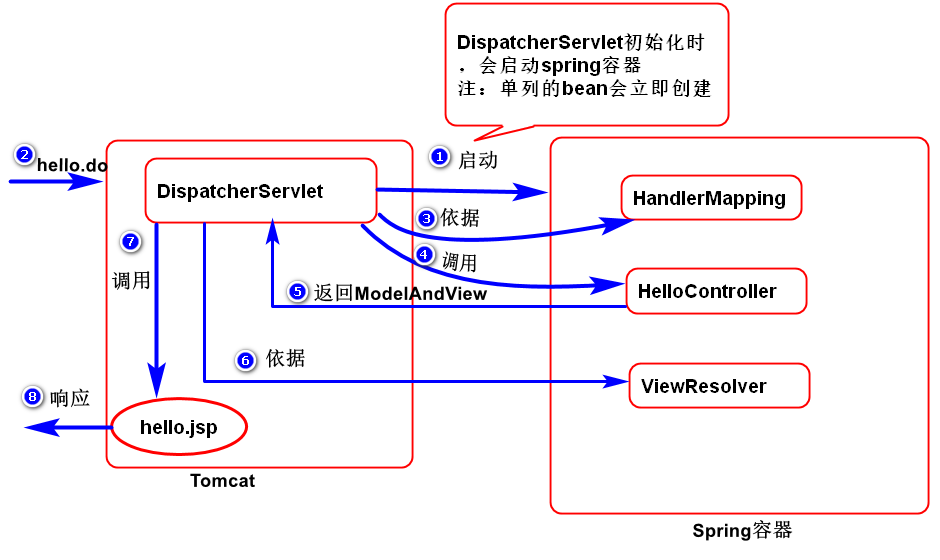 DispatcherServlet初始化时
．会启动spring容器
注：单列的bean会立即创建
2
hello.do
1 启动
DispatcherServlet
HandlerMapping
3 依据
7
4 调用
调用
5 返回ModelAndView
HelloController
6 依据
ViewResolver
8 响应
hello.jsp
Tomcat
Spring容器